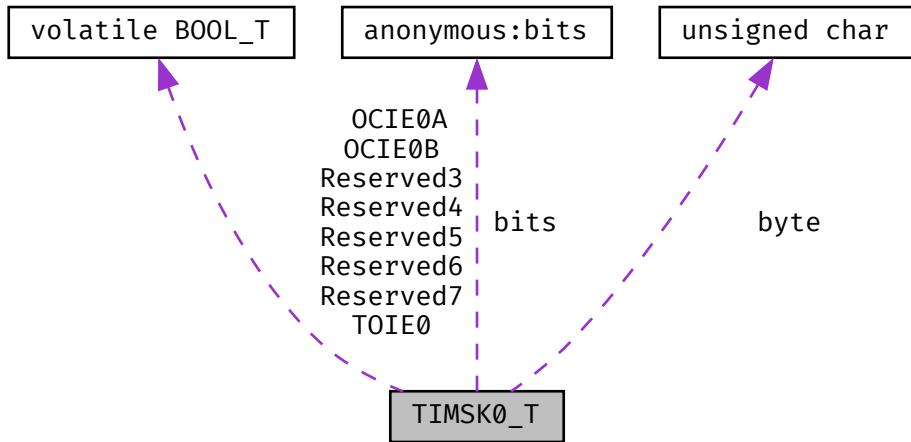 volatile BOOL_T
anonymous:bits
unsigned char
OCIE0A
OCIE0B
Reserved3
Reserved4
Reserved5
Reserved6
Reserved7
TOIE0
bits
byte
TIMSK0_T